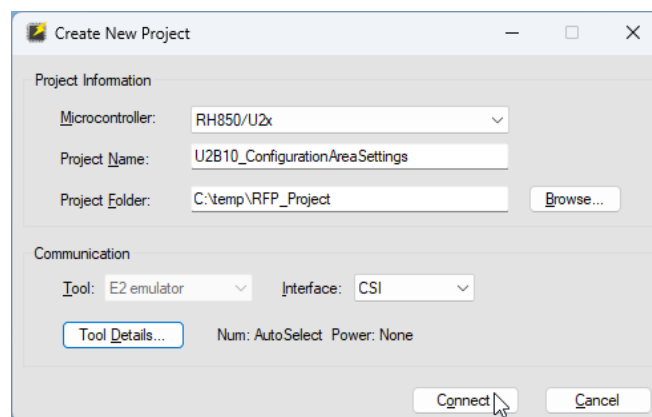 Create New Project
Project Information
Microcontroller: RH850/U2x
Project Name: U2B10_ConfigurationAreaSettings
Project Folder: C:\temp\RFP_Project Browse...
Communication
Tool: E2 emulator Interface: CSI
Tool Details... Num: AutoSelect Power: None
Connect Cancel